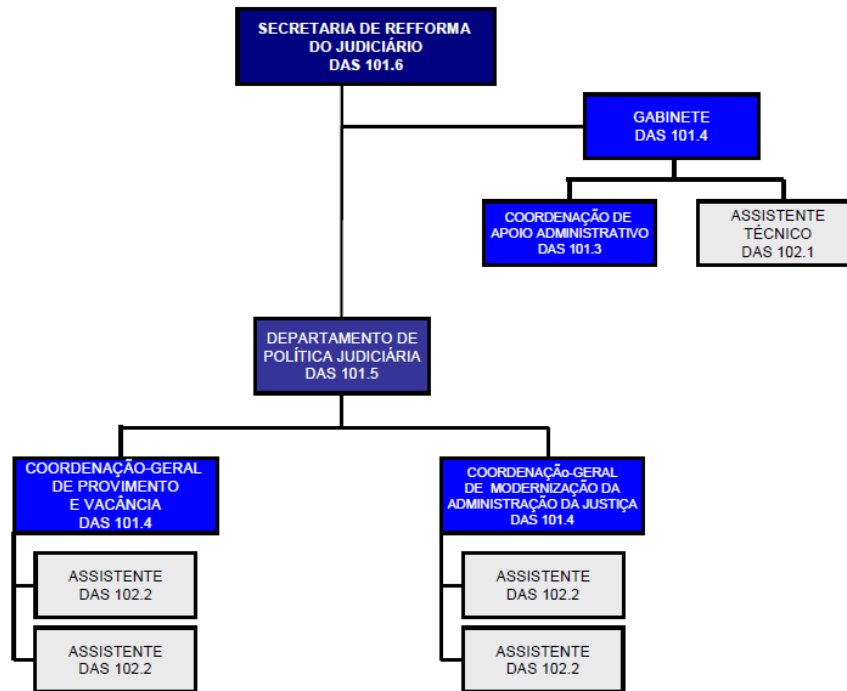 SECRETARIA DE REFFORMA
DO JUDICIÁRIO
DAS 101.6
GABINETE
DAS 101.4
COORDENAÇÃO DE
APOIO ADMINISTRATIVO
DAS 101.3
ASSISTENTE
TÉCNICO
DAS 102.1
DEPARTAMENTO DE
POLÍTICA JUDICIÁRIA
DAS 101.5
COORDENAÇÃO-GERAL
DE PROVIMENTO
E VACÂNCIA
DAS 101.4
COORDENAÇÃo-GERAL
DE MODERNIZAÇÃO DA
ADMINISTRAÇÃO DA JUSTIÇA
DAS 101.4
ASSISTENTE
DAS 102.2
ASSISTENTE
DAS 102.2
ASSISTENTE
DAS 102.2
ASSISTENTE
DAS 102.2